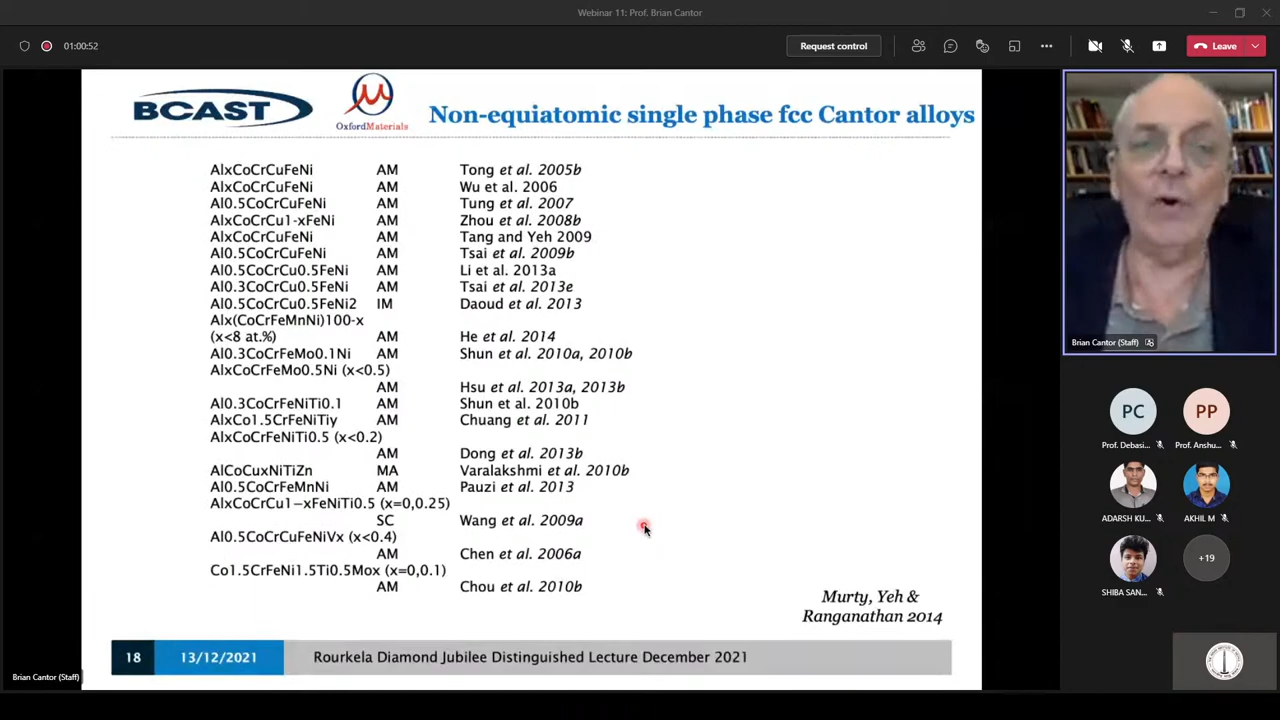 Webinar 11: Prof. Brian Cantor
01:00:52
Request control
Leave
BCAST
OxfordMaterials
Non-equiatomic single phase fcc Cantor alloys
AlxCoCrCuFeNi AM Tong et al. 2005b
AlxCoCrCuFeNi AM Wu et al. 2006
Al0.5CoCrCuFeNi AM Tung et al. 2007
AlxCoCrCu1-xFeNi AM Zhou et al. 2008b
AlxCoCrCuFeNi AM Tang and Yeh 2009
Al0.5CoCrCuFeNi AM Tsai et al. 2009b
Al0.5CoCrCu0.5FeNi AM Li et al. 2013a
Al0.3CoCrCu0.5FeNi AM Tsai et al. 2013e
Al0.5CoCrCu0.5FeNi2 IM Daoud et al. 2013
Alx(CoCrFeMnNi)100-x
(x<8 at.%) AM He et al. 2014
Al0.3CoCrFeMo0.1Ni AM Shun et al. 2010a, 2010b
AlxCoCrFeMo0.5Ni (x<0.5)
AM Hsu et al. 2013a, 2013b
Al0.3CoCrFeNiTi0.1 AM Shun et al. 2010b
AlxCo1.5CrFeNiTiy AM Chuang et al. 2011
AlxCoCrFeNiTi0.5 (x<0.2)
AM Dong et al. 2013b
AlCoCuxNiTiZn MA Varalakshmi et al. 2010b
Al0.5CoCrFeMnNi AM Pauzi et al. 2013
AlxCoCrCu1−xFeNiTi0.5 (x=0,0.25)
SC Wang et al. 2009a
Al0.5CoCrCuFeNiVx (x<0.4)
AM Chen et al. 2006a
Co1.5CrFeNi1.5Ti0.5Mox (x=0,0.1)
AM Chou et al. 2010b
Murty, Yeh &
Ranganathan 2014
18 13/12/2021 Rourkela Diamond Jubilee Distinguished Lecture December 2021
Brian Cantor (Staff)
Brian Cantor (Staff)
PC PP
Prof. Debasi... Prof. Anshu...
ADARSH KU... AKHIL M
+19
SHIBA SAN...